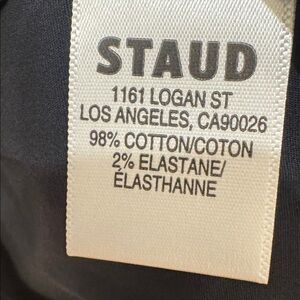 STAUD
1161 LOGAN ST
LOS ANGELES, CA90026
98% COTTON/COTON
2% ELASTANE/
ÉLASTHANNE